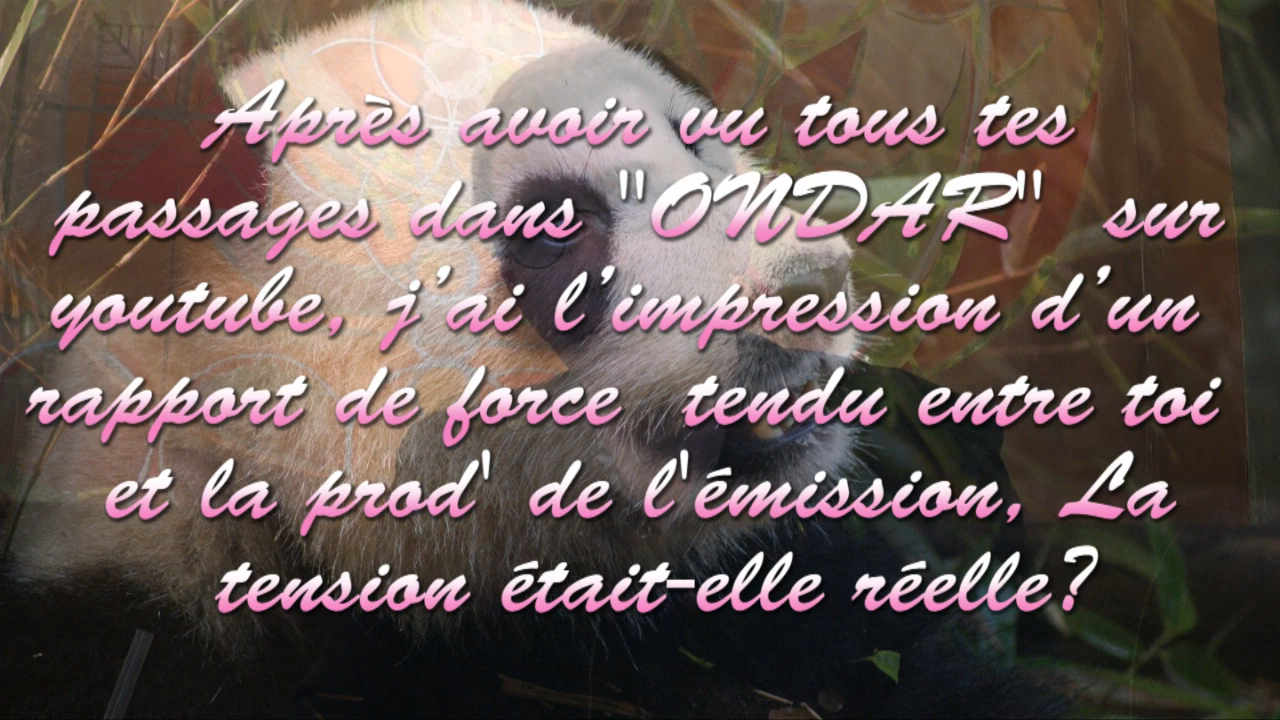 Après avoir vu tous tes
passages dans "ONDAR" sur
youtube, j'ai l'impression d'un
rapport de force tendu entre toi
et la prod' de l'émission, La
tension était-elle réelle?